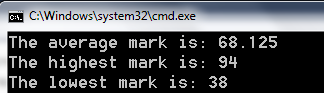 C:\Windows\system32\cmd.exe
The average mark is: 68.125
The highest mark is: 94
The lowest mark is: 38